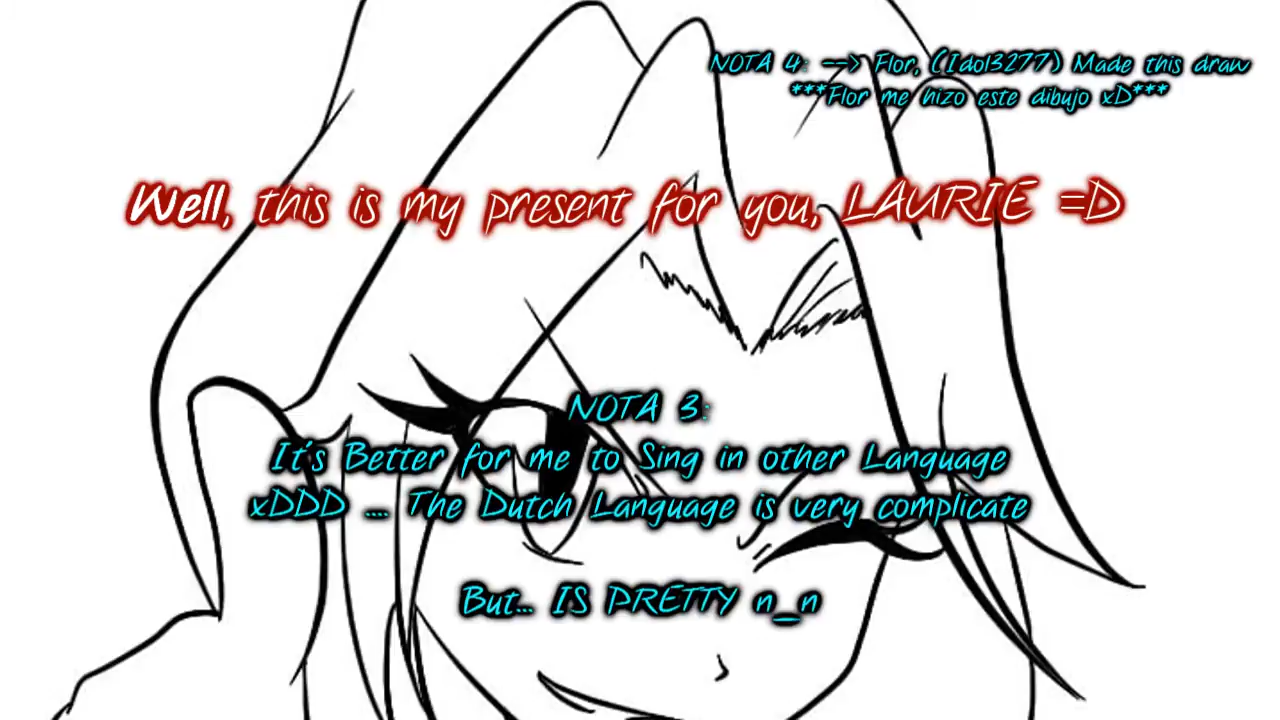 NOTA 4: --> Flor, (Idol3277) Made this draw
***Flor me hizo este dibujo xD***
Well, this is my present for you, LAURIE =D
NOTA 3:
It's Better for me to Sing in other Language
xDDD .... The Dutch Language is very complicate
But... IS PRETTY n_n